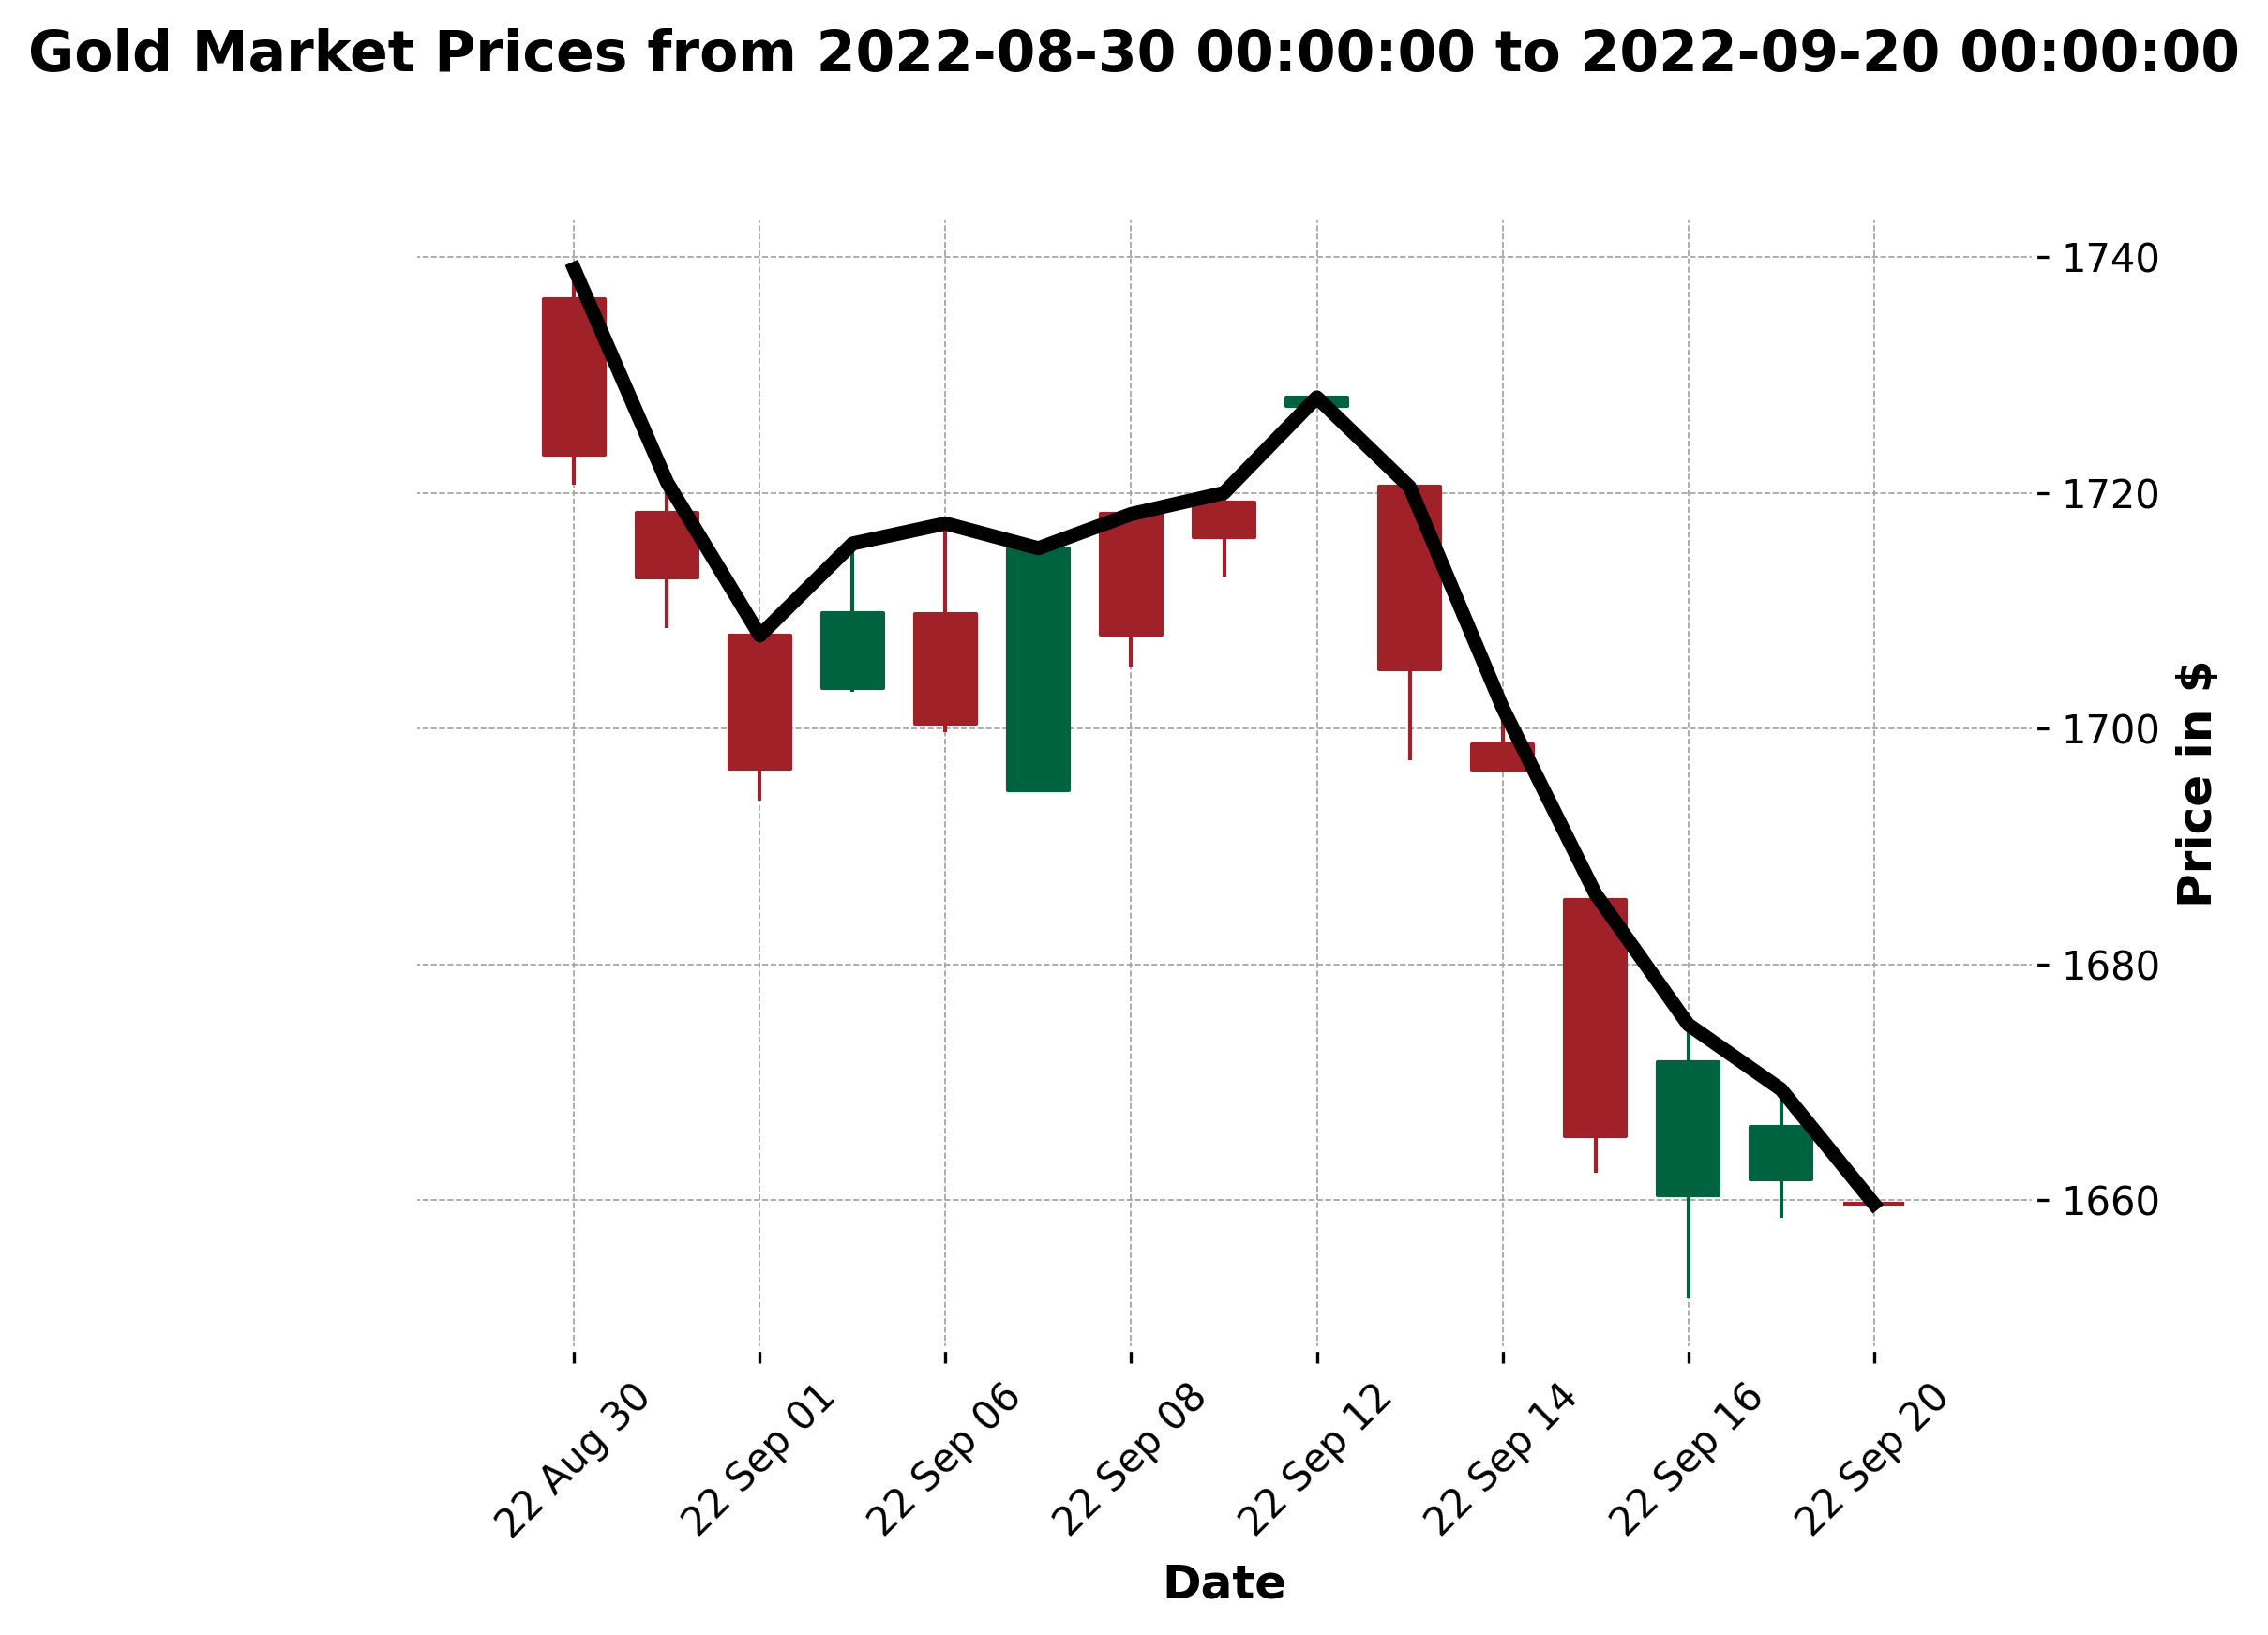 Gold Market Prices from 2022-08-30 00:00:00 to 2022-09-20 00:00:00
1740
1720
1700
1680
1660
Price in $
22 Aug 30
22 Sep 01
22 Sep 06
22 Sep 08
22 Sep 12
22 Sep 14
22 Sep 16
22 Sep 20
Date